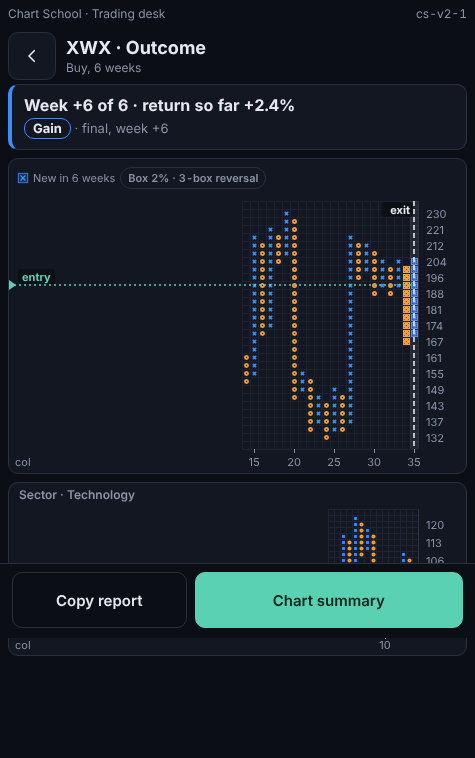 Chart School · Trading desk
cs-v2-1
XWX · Outcome
Buy, 6 weeks
Week +6 of 6 · return so far +2.4%
Gain · final, week +6
New in 6 weeks
Box 2% · 3-box reversal
exit
entry
230
221
212
204
196
188
181
174
167
161
155
149
143
137
132
col
15
20
25
30
35
Sector · Technology
120
113
106
Copy report
Chart summary
col
10